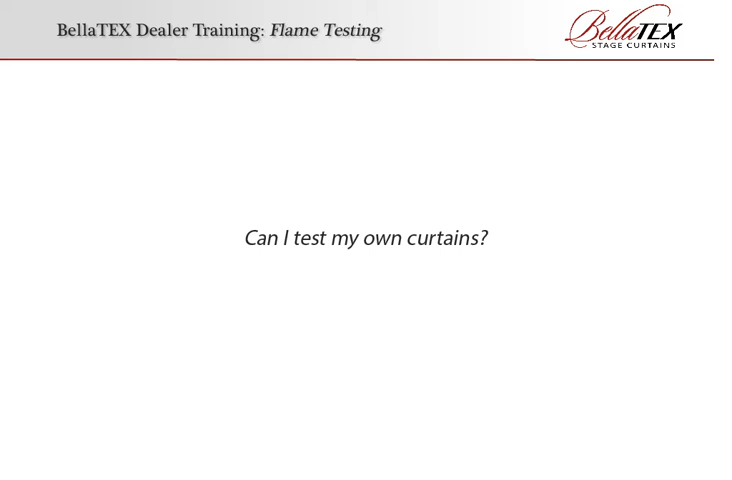 BellaTEX Dealer Training: Flame Testing
BellaTEX
STAGE CURTAINS
Can I test my own curtains?